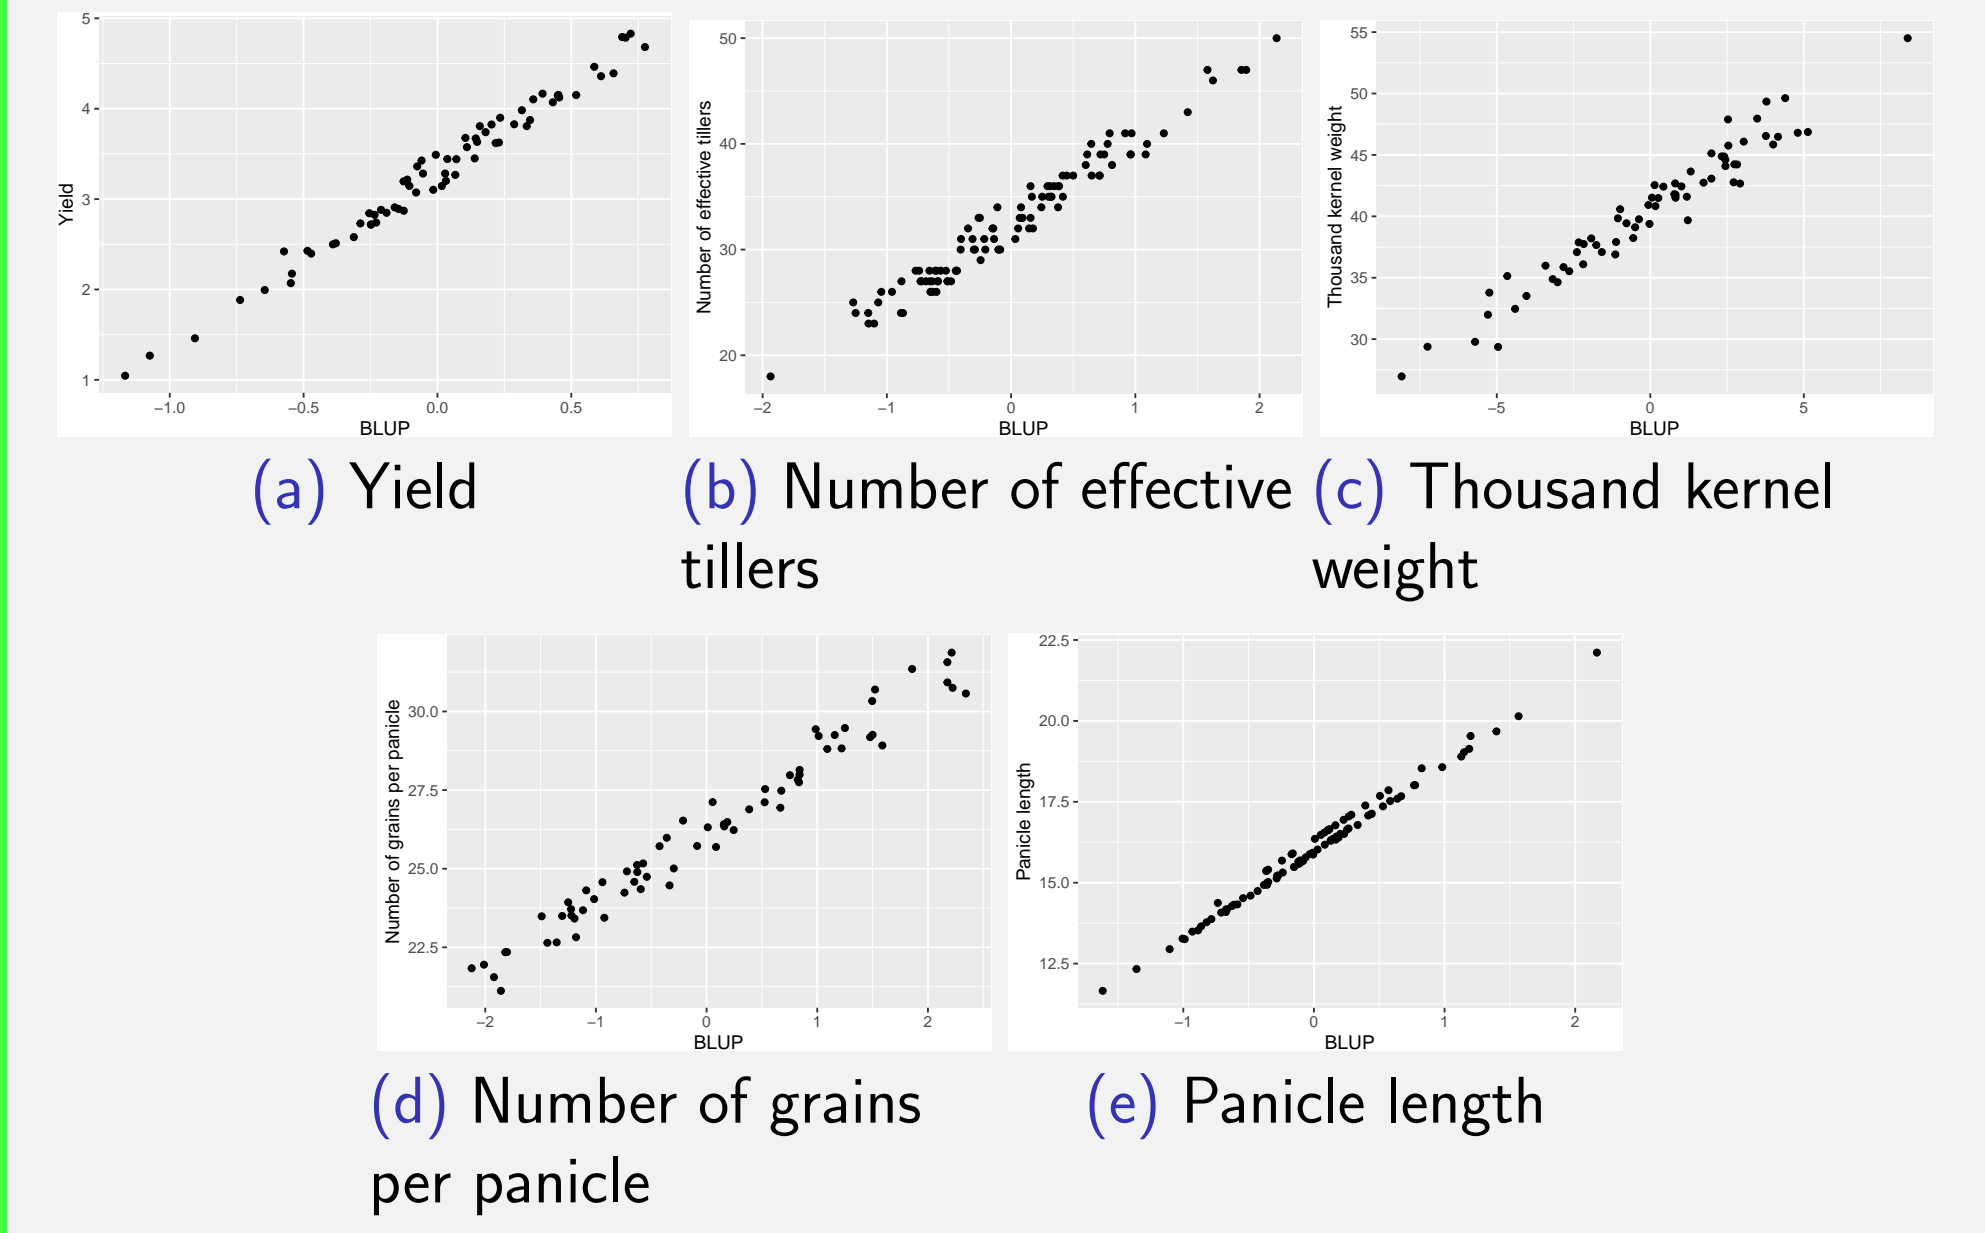 5
4
3
2
1
Yield
−1.0 −0.5 0.0 0.5
BLUP
50
40
30
20
Number of effective tillers
−2 −1 0 1 2
BLUP
55
50
45
40
35
30
Thousand kernel weight
−5 0 5
BLUP
(a) Yield
(b) Number of effective
tillers
(c) Thousand kernel
weight
30.0
27.5
25.0
22.5
Number of grains per panicle
−2 −1 0 1 2
BLUP
22.5
20.0
17.5
15.0
12.5
Panicle length
−1 0 1 2
BLUP
(d) Number of grains
per panicle
(e) Panicle length